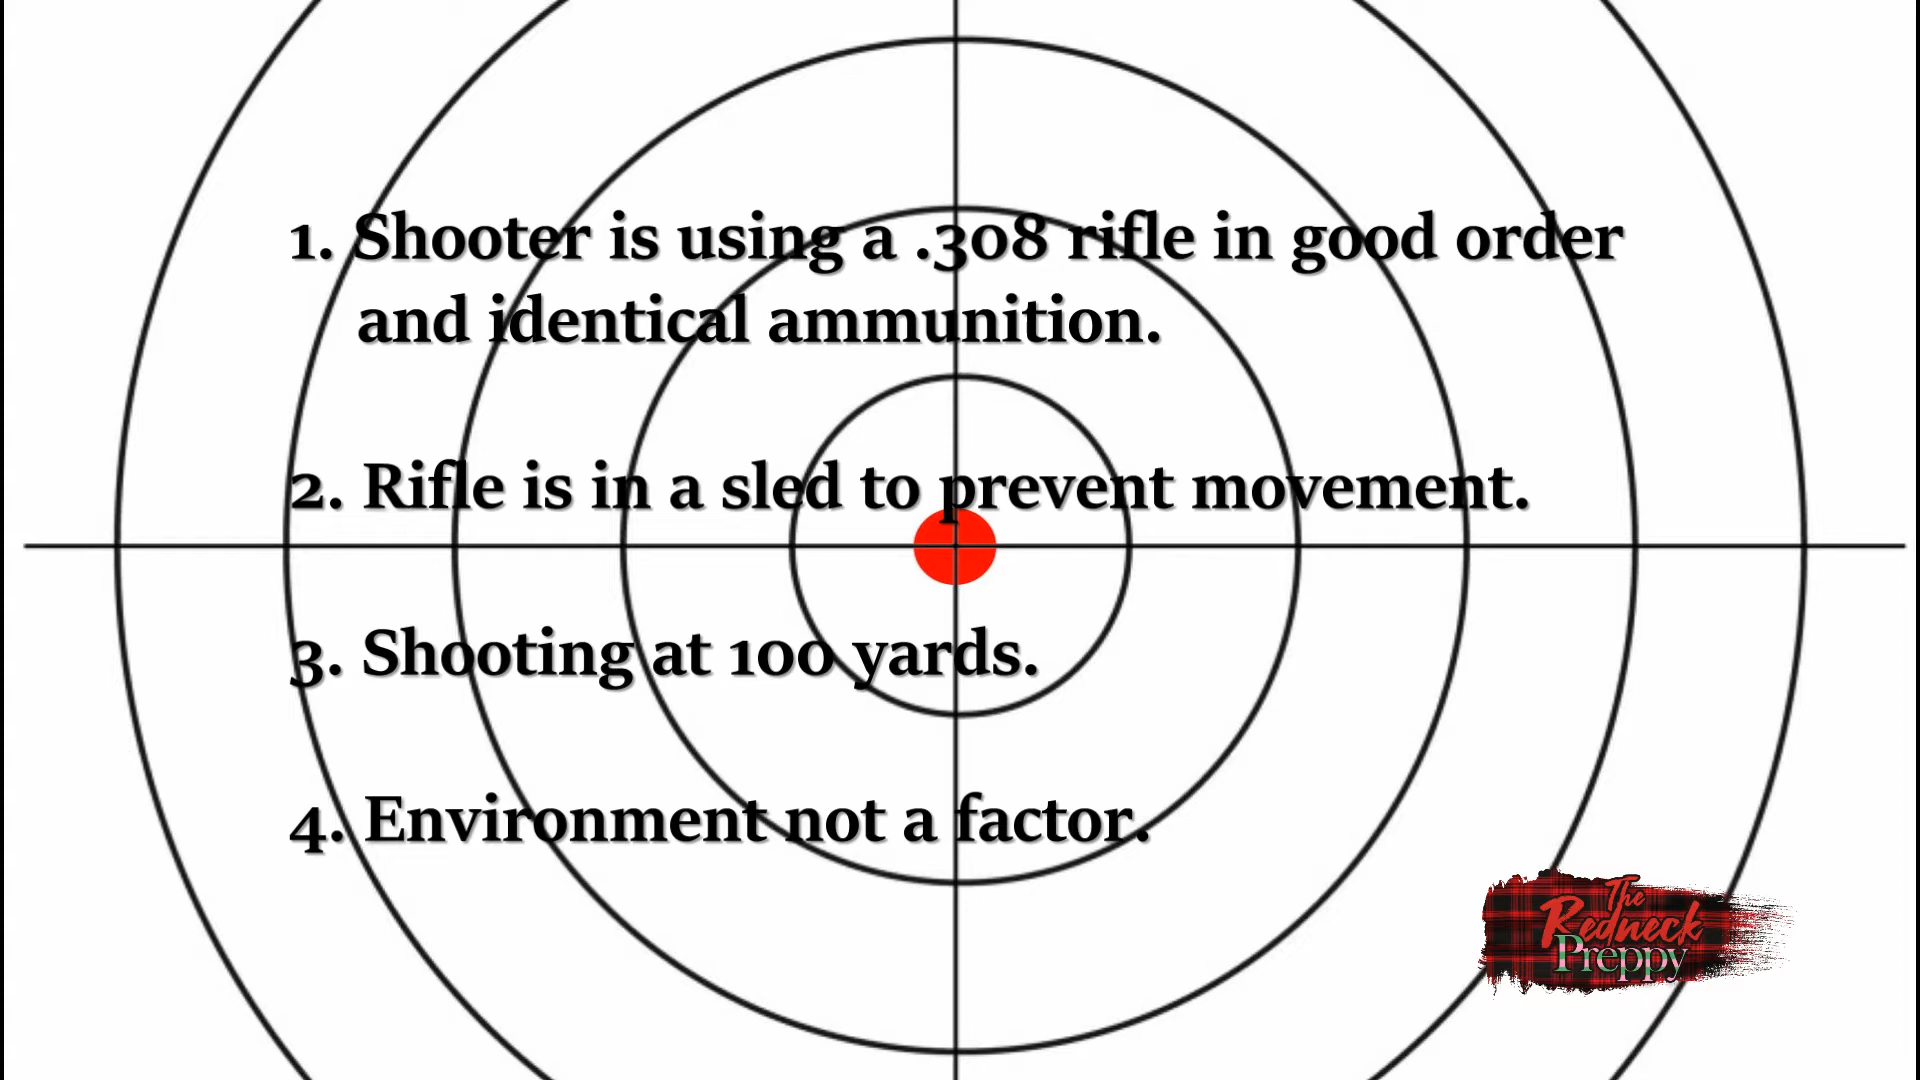 1. Shooter is using a .308 rifle in good order
and identical ammunition.
2. Rifle is in a sled to prevent movement.
3. Shooting at 100 yards.
4. Environment not a factor.
The
Redneck
Preppy